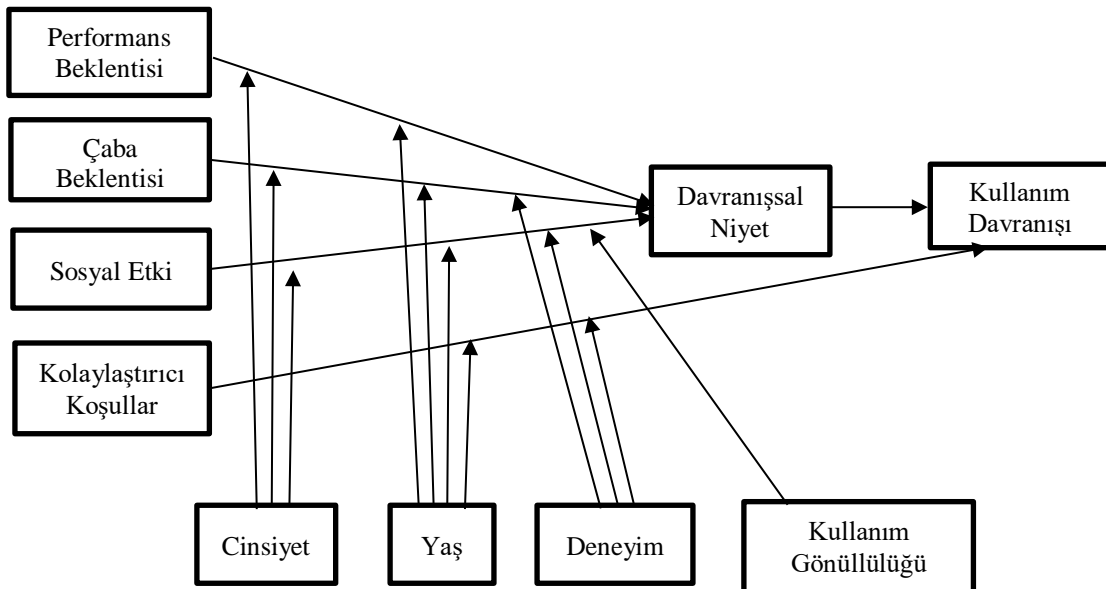 Performans
Beklentisi
Çaba
Beklentisi
Davranışsal
Niyet
Kullanım
Davranışı
Sosyal Etki
Kolaylaştırıcı
Koşullar
Cinsiyet
Yaş
Deneyim
Kullanım
Gönüllülüğü